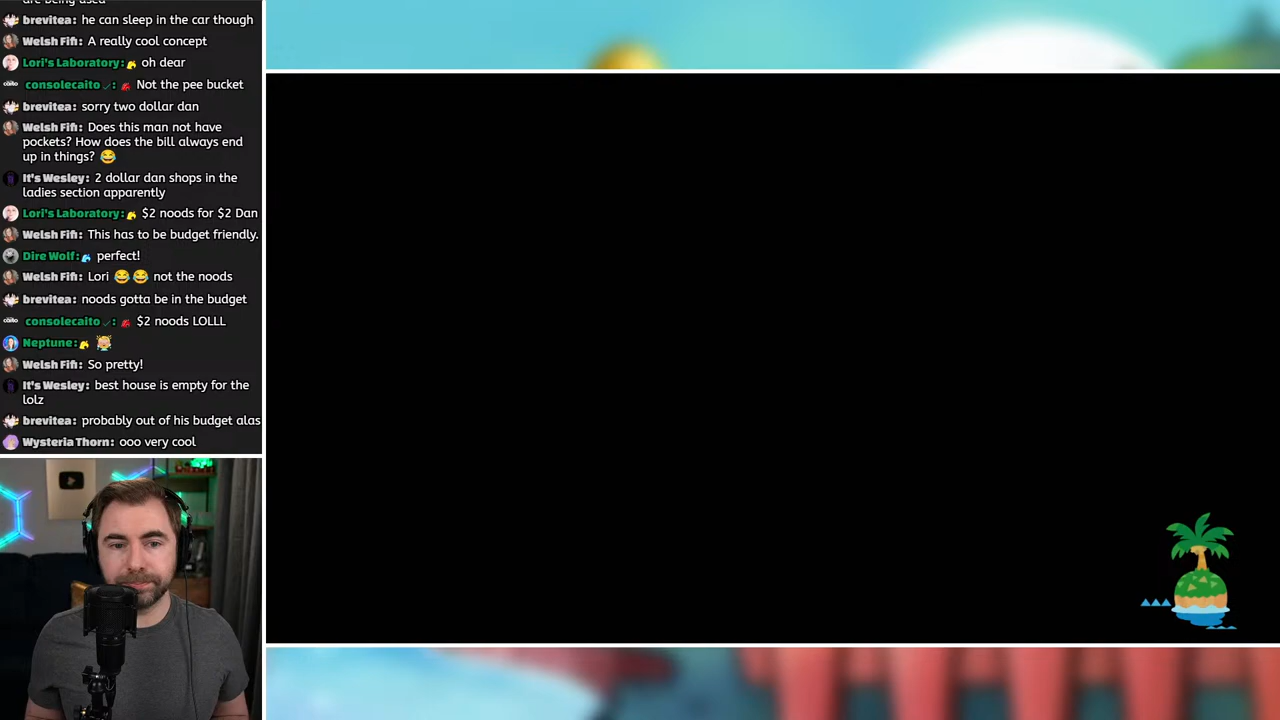 brevitea: he can sleep in the car though
Welsh Fifi: A really cool concept
Lori's Laboratory: oh dear
consolecaito: Not the pee bucket
brevitea: sorry two dollar dan
Welsh Fifi: Does this man not have
pockets? How does the bill always end
up in things? 😂
It's Wesley: 2 dollar dan shops in the
ladies section apparently
Lori's Laboratory: $2 noods for $2 Dan
Welsh Fifi: This has to be budget friendly.
Dire Wolf: perfect!
Welsh Fifi: Lori 😂 😂 not the noods
brevitea: noods gotta be in the budget
consolecaito: $2 noods LOLLL
Neptune:
Welsh Fifi: So pretty!
It's Wesley: best house is empty for the
lolz
brevitea: probably out of his budget alas
Wysteria Thorn: ooo very cool